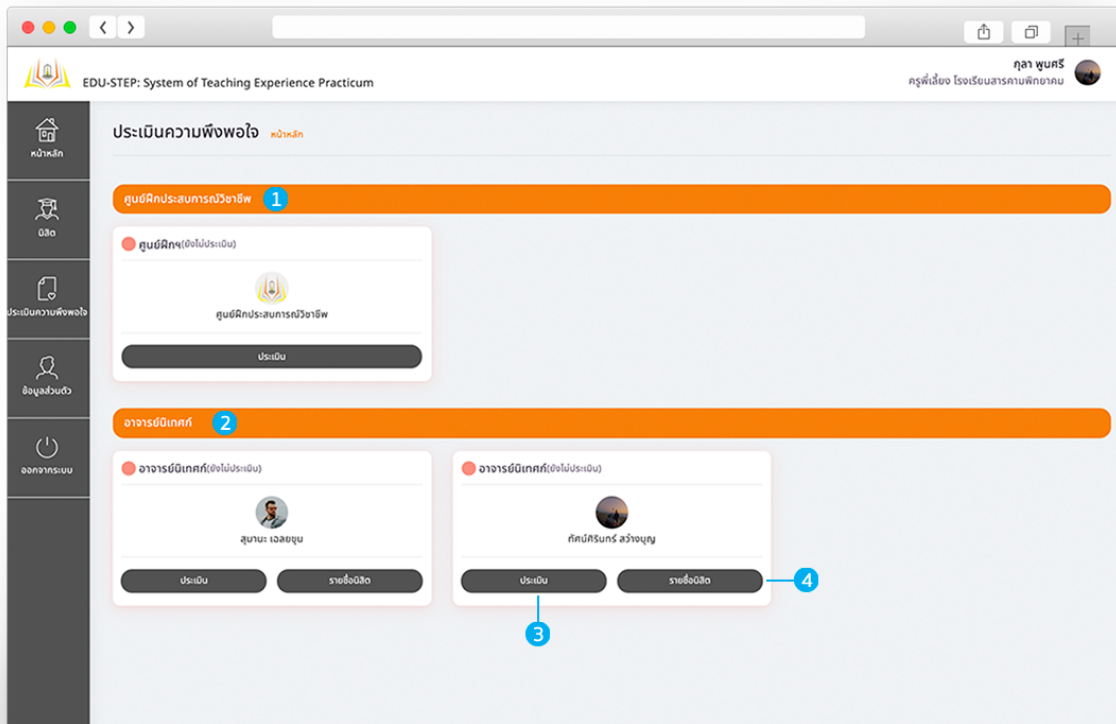 EDU-STEP: System of Teaching Experience Practicum
กุลา พูนศรี
ครูพี่เลี้ยง โรงเรียนสารคามพิทยาคม
หน้าหลัก
นิสิต
ประเมินความพึงพอใจ
ข้อมูลส่วนตัว
ออกจากระบบ
ประเมินความพึงพอใจ หน้าหลัก
ศูนย์ฝึกประสบการณ์วิชาชีพ 1
ศูนย์ฝึกฯ(ยังไม่ประเมิน)
ศูนย์ฝึกประสบการณ์วิชาชีพ
ประเมิน
อาจารย์นิเทศก์ 2
อาจารย์นิเทศก์(ยังไม่ประเมิน)
สุมานะ เอลยขุน
ประเมิน รายชื่อนิสิต
อาจารย์นิเทศก์(ยังไม่ประเมิน)
ทัศน์ศิรินทร์ สว่างบุญ
ประเมิน รายชื่อนิสิต 4
3